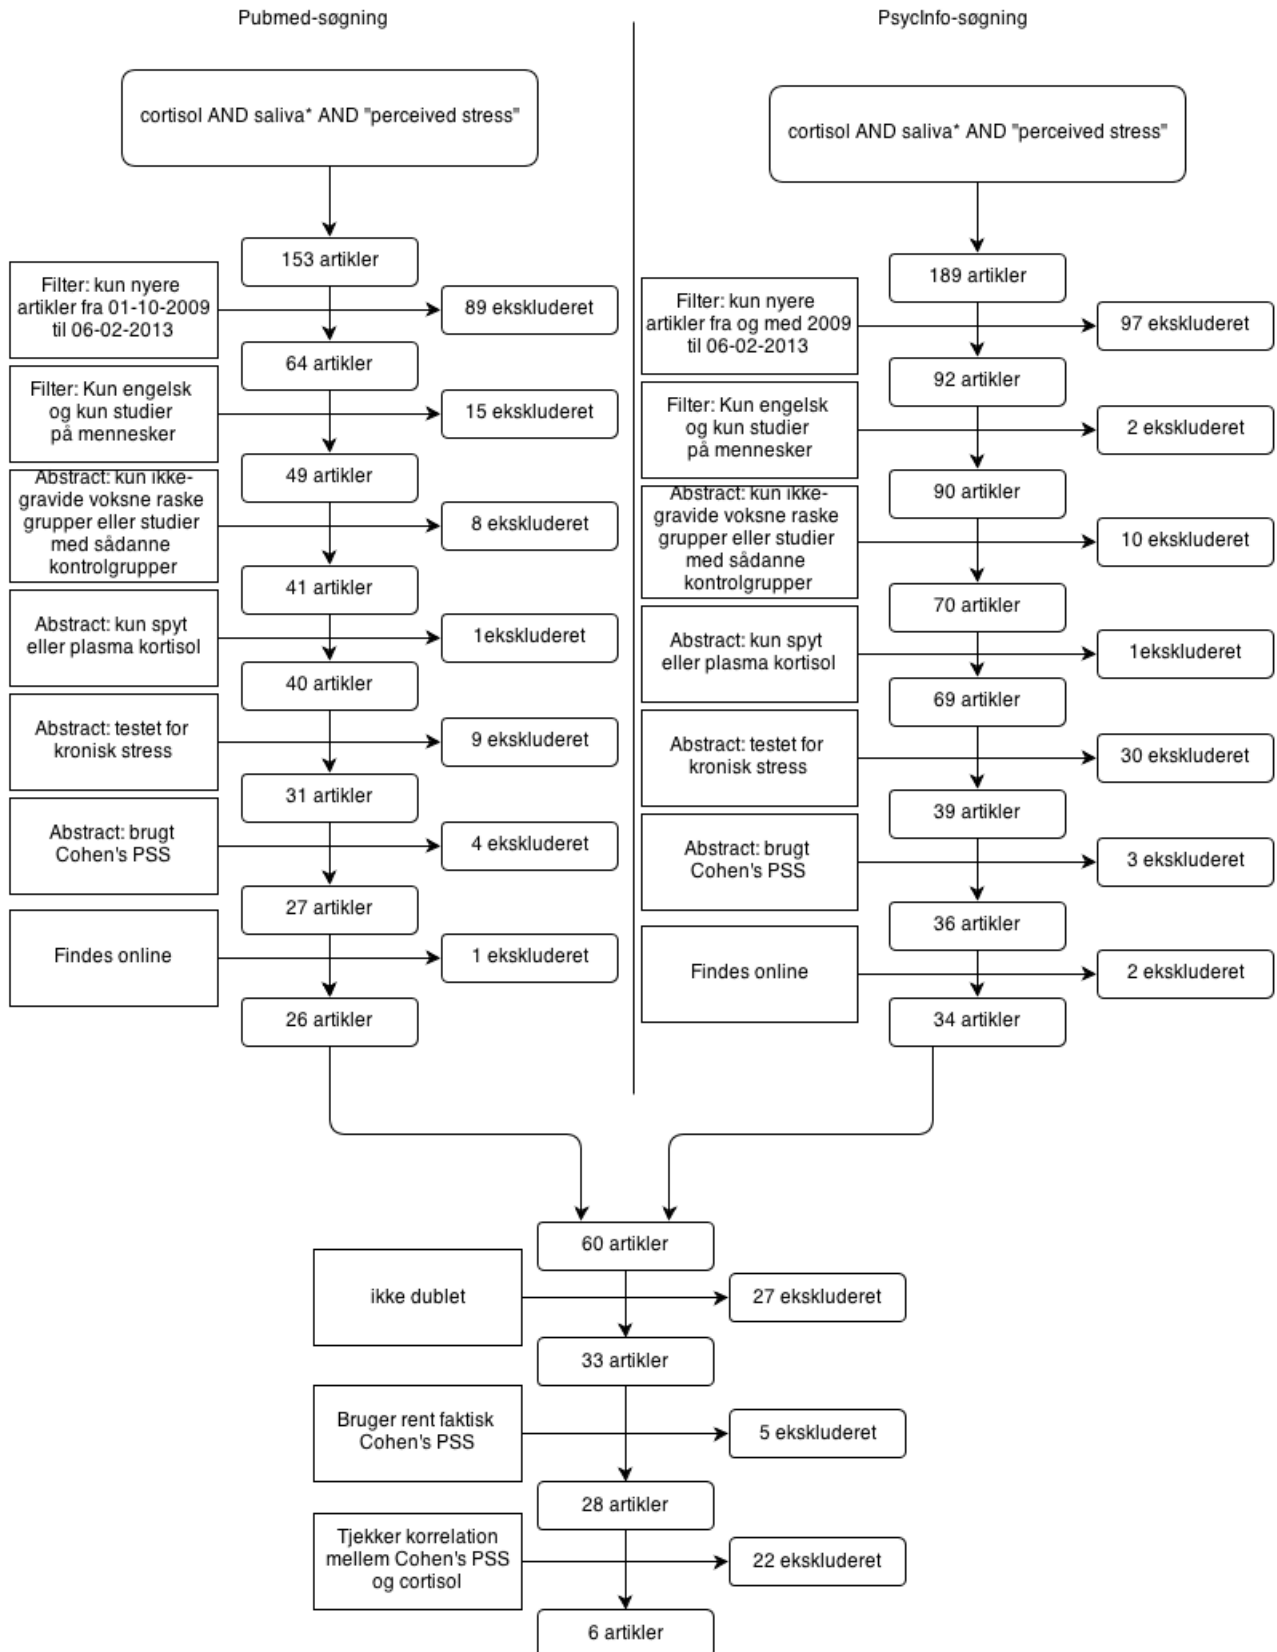 Pubmed-søgning
cortisol AND saliva* AND "perceived stress"
153 artikler
Filter: kun nyere
artikler fra 01-10-2009
til 06-02-2013
89 ekskluderet
64 artikler
Filter: Kun engelsk
og kun studier
på mennesker
15 ekskluderet
49 artikler
Abstract: kun ikke-
gravide voksne raske
grupper eller studier
med sådanne
kontrolgrupper
8 ekskluderet
41 artikler
Abstract: kun spyt
eller plasma kortisol
1ekskluderet
40 artikler
Abstract: testet for
kronisk stress
9 ekskluderet
31 artikler
Abstract: brugt
Cohen's PSS
4 ekskluderet
27 artikler
Findes online
1 ekskluderet
26 artikler
PsycInfo-søgning
cortisol AND saliva* AND "perceived stress"
189 artikler
Filter: kun nyere
artikler fra og med 2009
til 06-02-2013
97 ekskluderet
92 artikler
Filter: Kun engelsk
og kun studier
på mennesker
2 ekskluderet
90 artikler
Abstract: kun ikke-
gravide voksne raske
grupper eller studier
med sådanne
kontrolgrupper
10 ekskluderet
70 artikler
Abstract: kun spyt
eller plasma kortisol
1ekskluderet
69 artikler
Abstract: testet for
kronisk stress
30 ekskluderet
39 artikler
Abstract: brugt
Cohen's PSS
3 ekskluderet
36 artikler
Findes online
2 ekskluderet
34 artikler
60 artikler
ikke dublet
27 ekskluderet
33 artikler
Bruger rent faktisk
Cohen's PSS
5 ekskluderet
28 artikler
Tjekker korrelation
mellem Cohen's PSS
og cortisol
22 ekskluderet
6 artikler